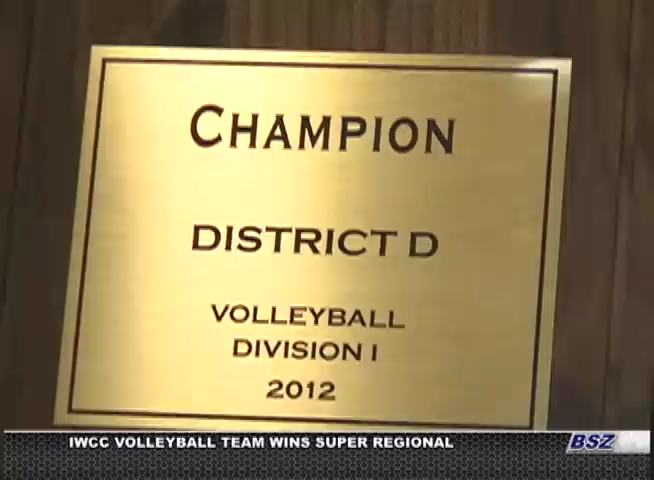 CHAMPION
DISTRICT D
VOLLEYBALL
DIVISION I
2012
IWCC VOLLEYBALL TEAM WINS SUPER REGIONAL
BSZ